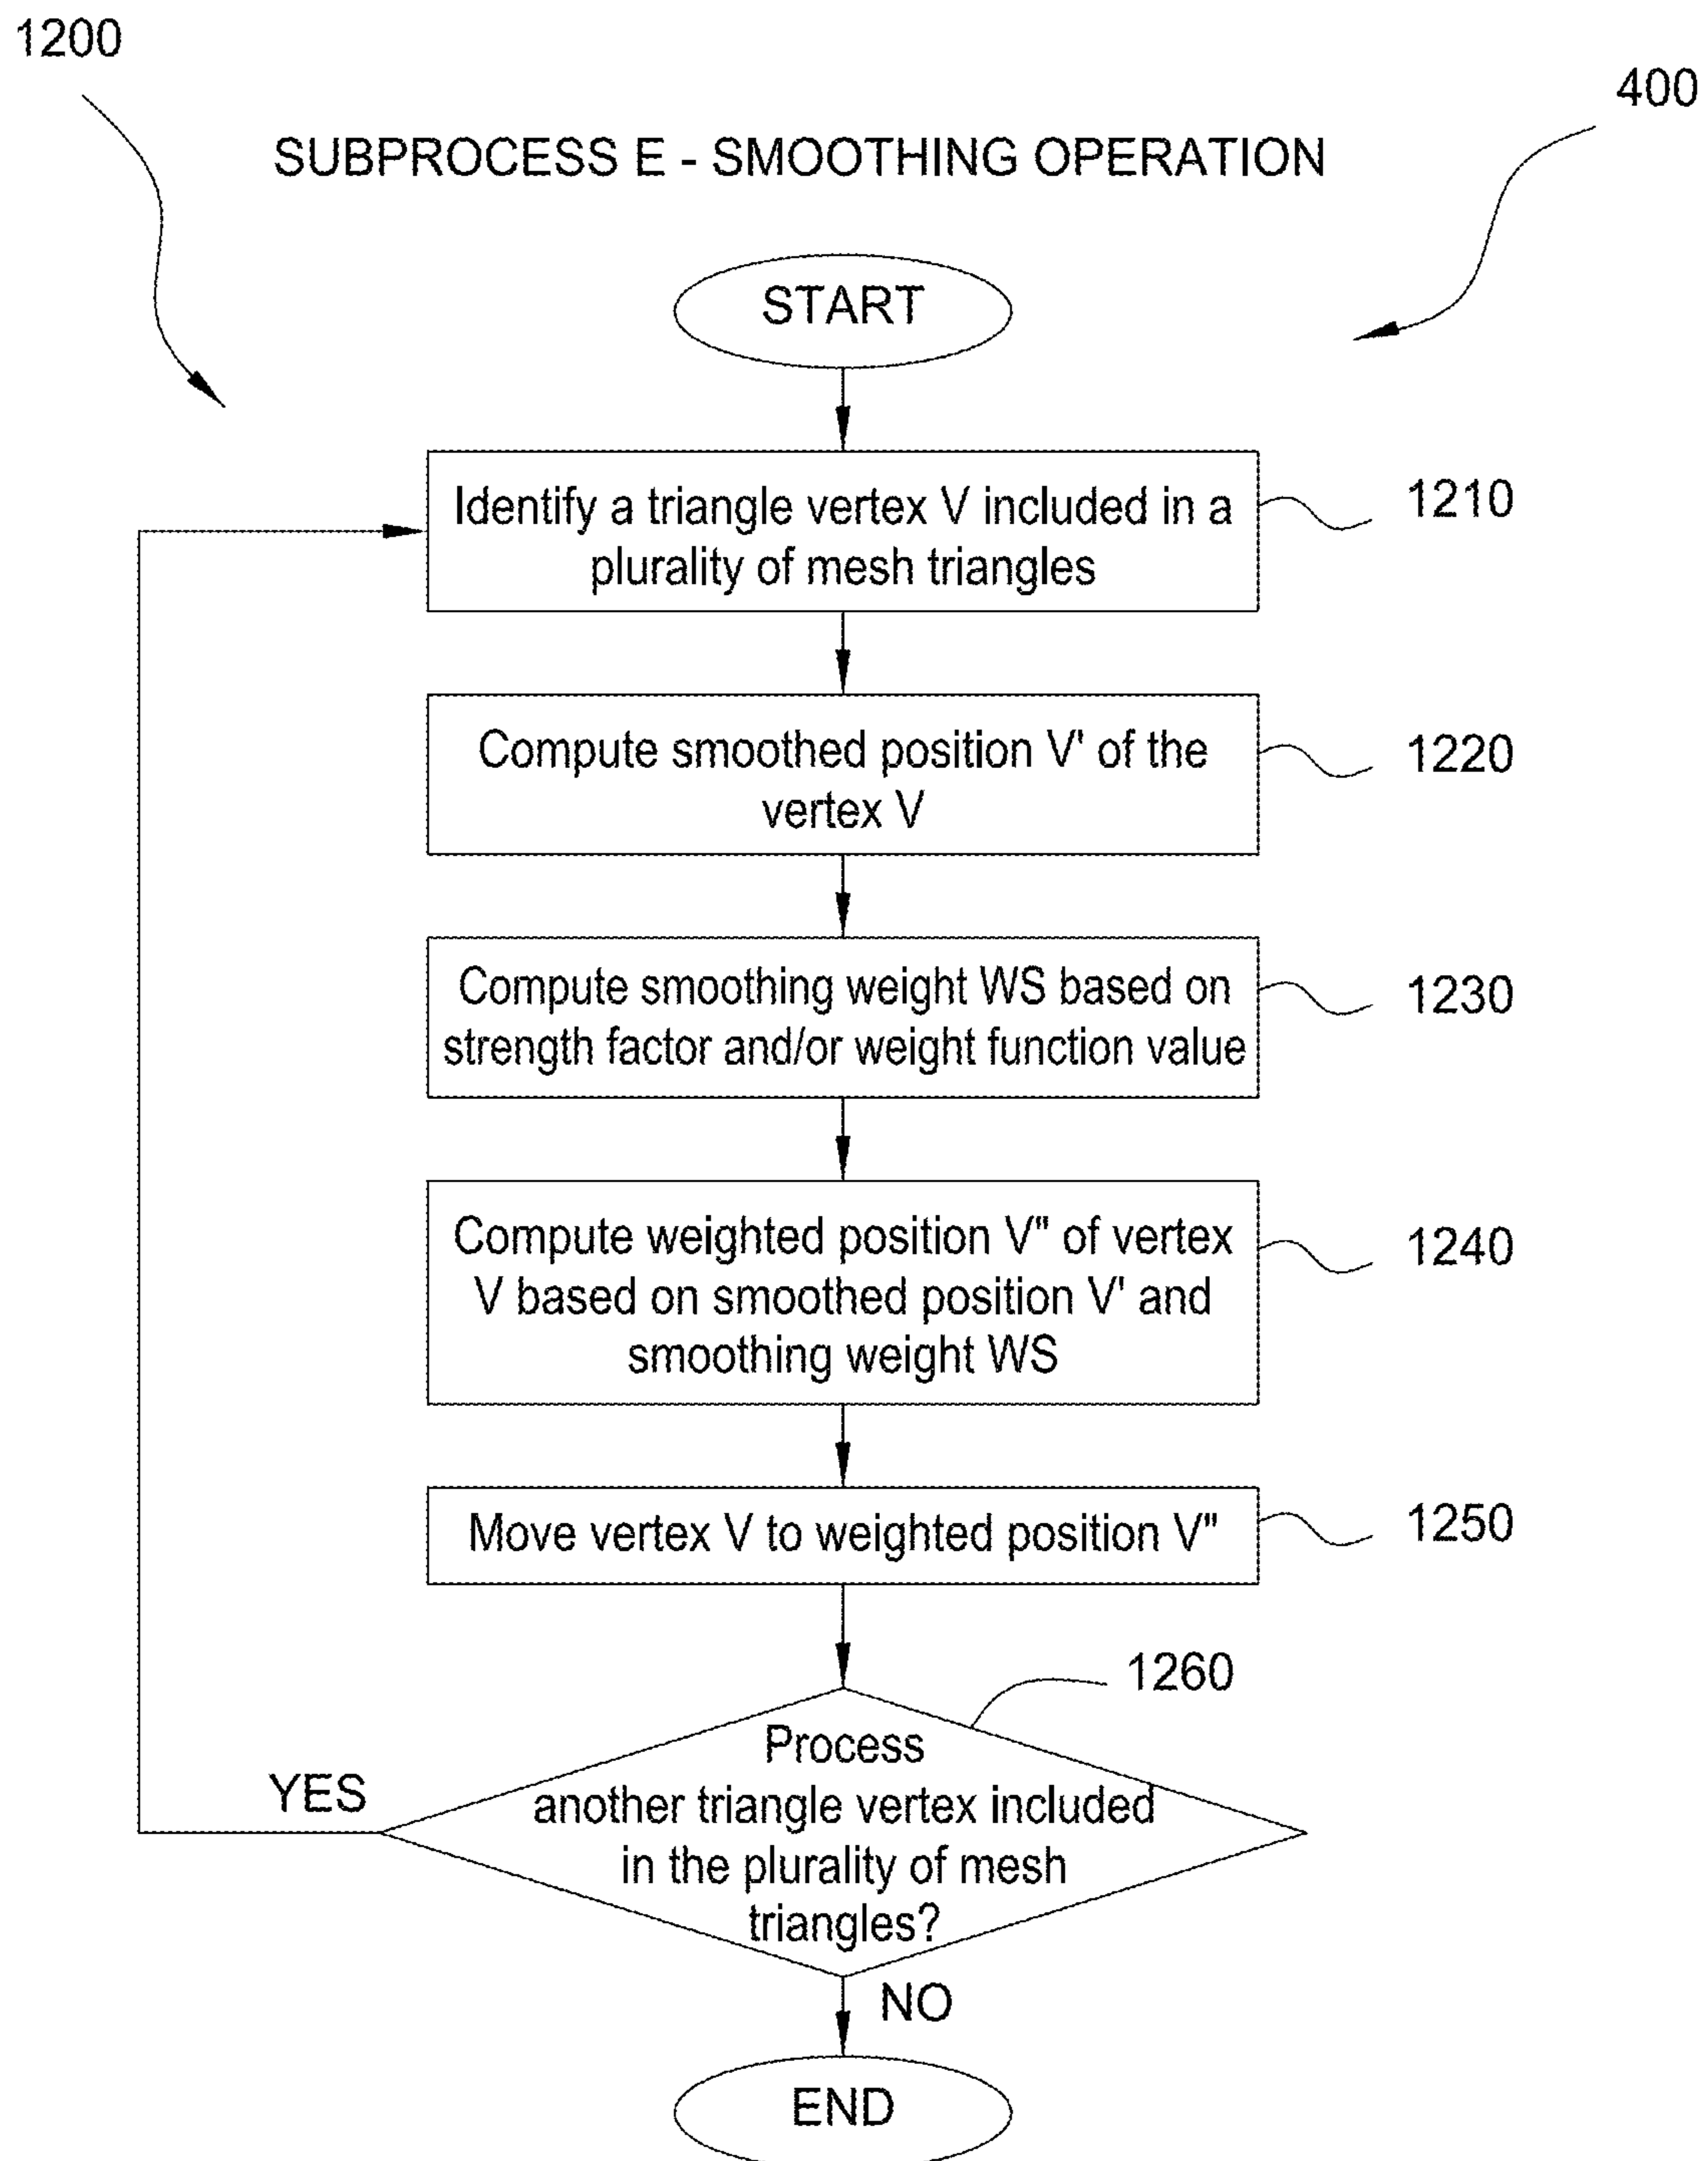 1200
400
SUBPROCESS E - SMOOTHING OPERATION
START
Identify a triangle vertex V included in a
plurality of mesh triangles
1210
Compute smoothed position V' of the
vertex V
1220
Compute smoothing weight WS based on
strength factor and/or weight function value
1230
Compute weighted position V" of vertex
V based on smoothed position V' and
smoothing weight WS
1240
Move vertex V to weighted position V"
1250
1260
Process
another triangle vertex included
in the plurality of mesh
triangles?
YES
NO
END